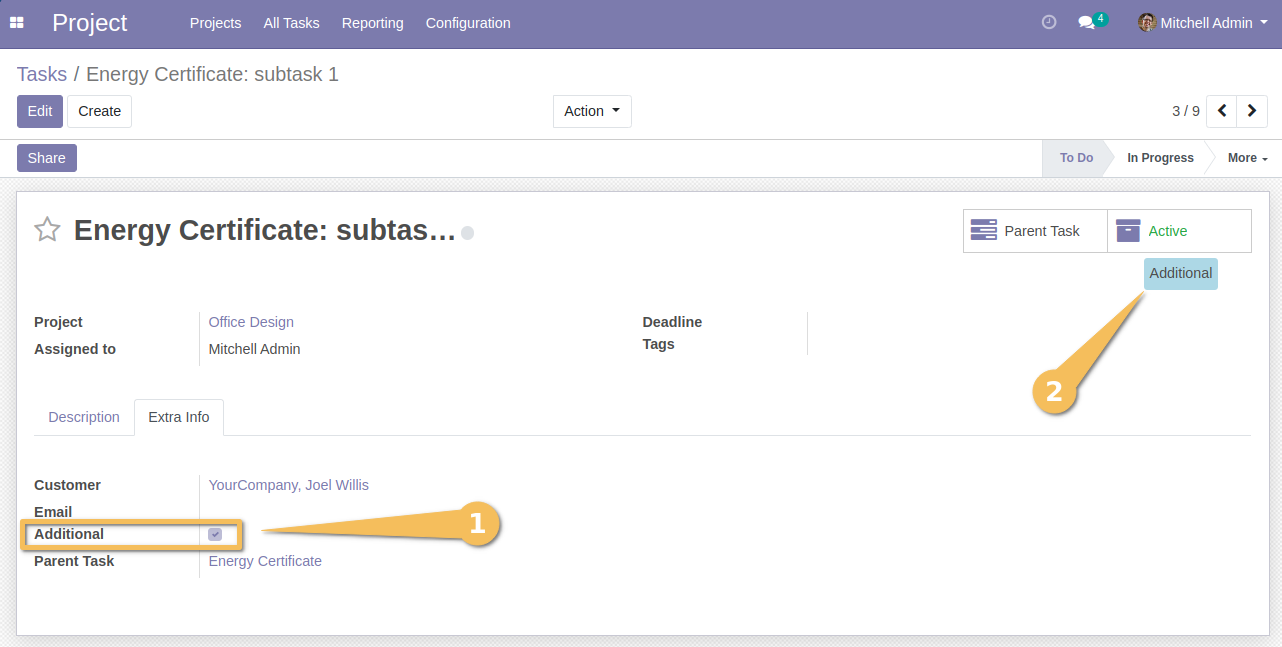 Project Projects All Tasks Reporting Configuration 4 Mitchell Admin
Tasks / Energy Certificate: subtask 1
Edit Create Action 3 / 9
Share To Do In Progress More
Energy Certificate: subtas... Parent Task Active
Additional
Project Office Design Deadline
Assigned to Mitchell Admin Tags
2
Description Extra Info
Customer YourCompany, Joel Willis
Email
1
Additional
Parent Task Energy Certificate